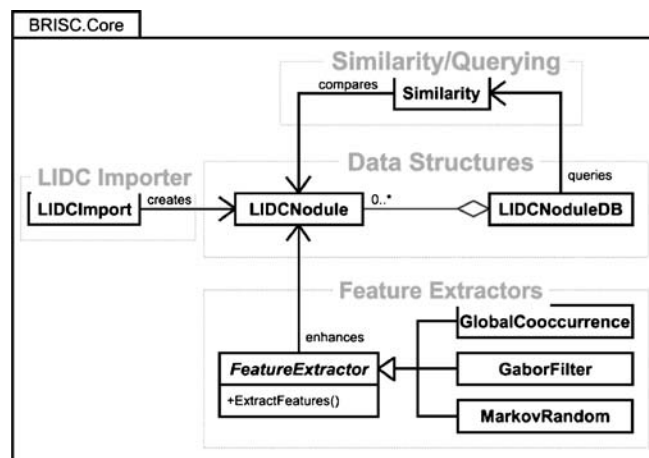 BRISC.Core
Similarity/Querying
compares
Similarity
LIDC Importer
Data Structures
queries
LIDCImport
creates
LIDCNodule
0..*
LIDCNoduleDB
Feature Extractors
enhances
GlobalCooccurrence
FeatureExtractor
GaborFilter
+ExtractFeatures()
MarkovRandom